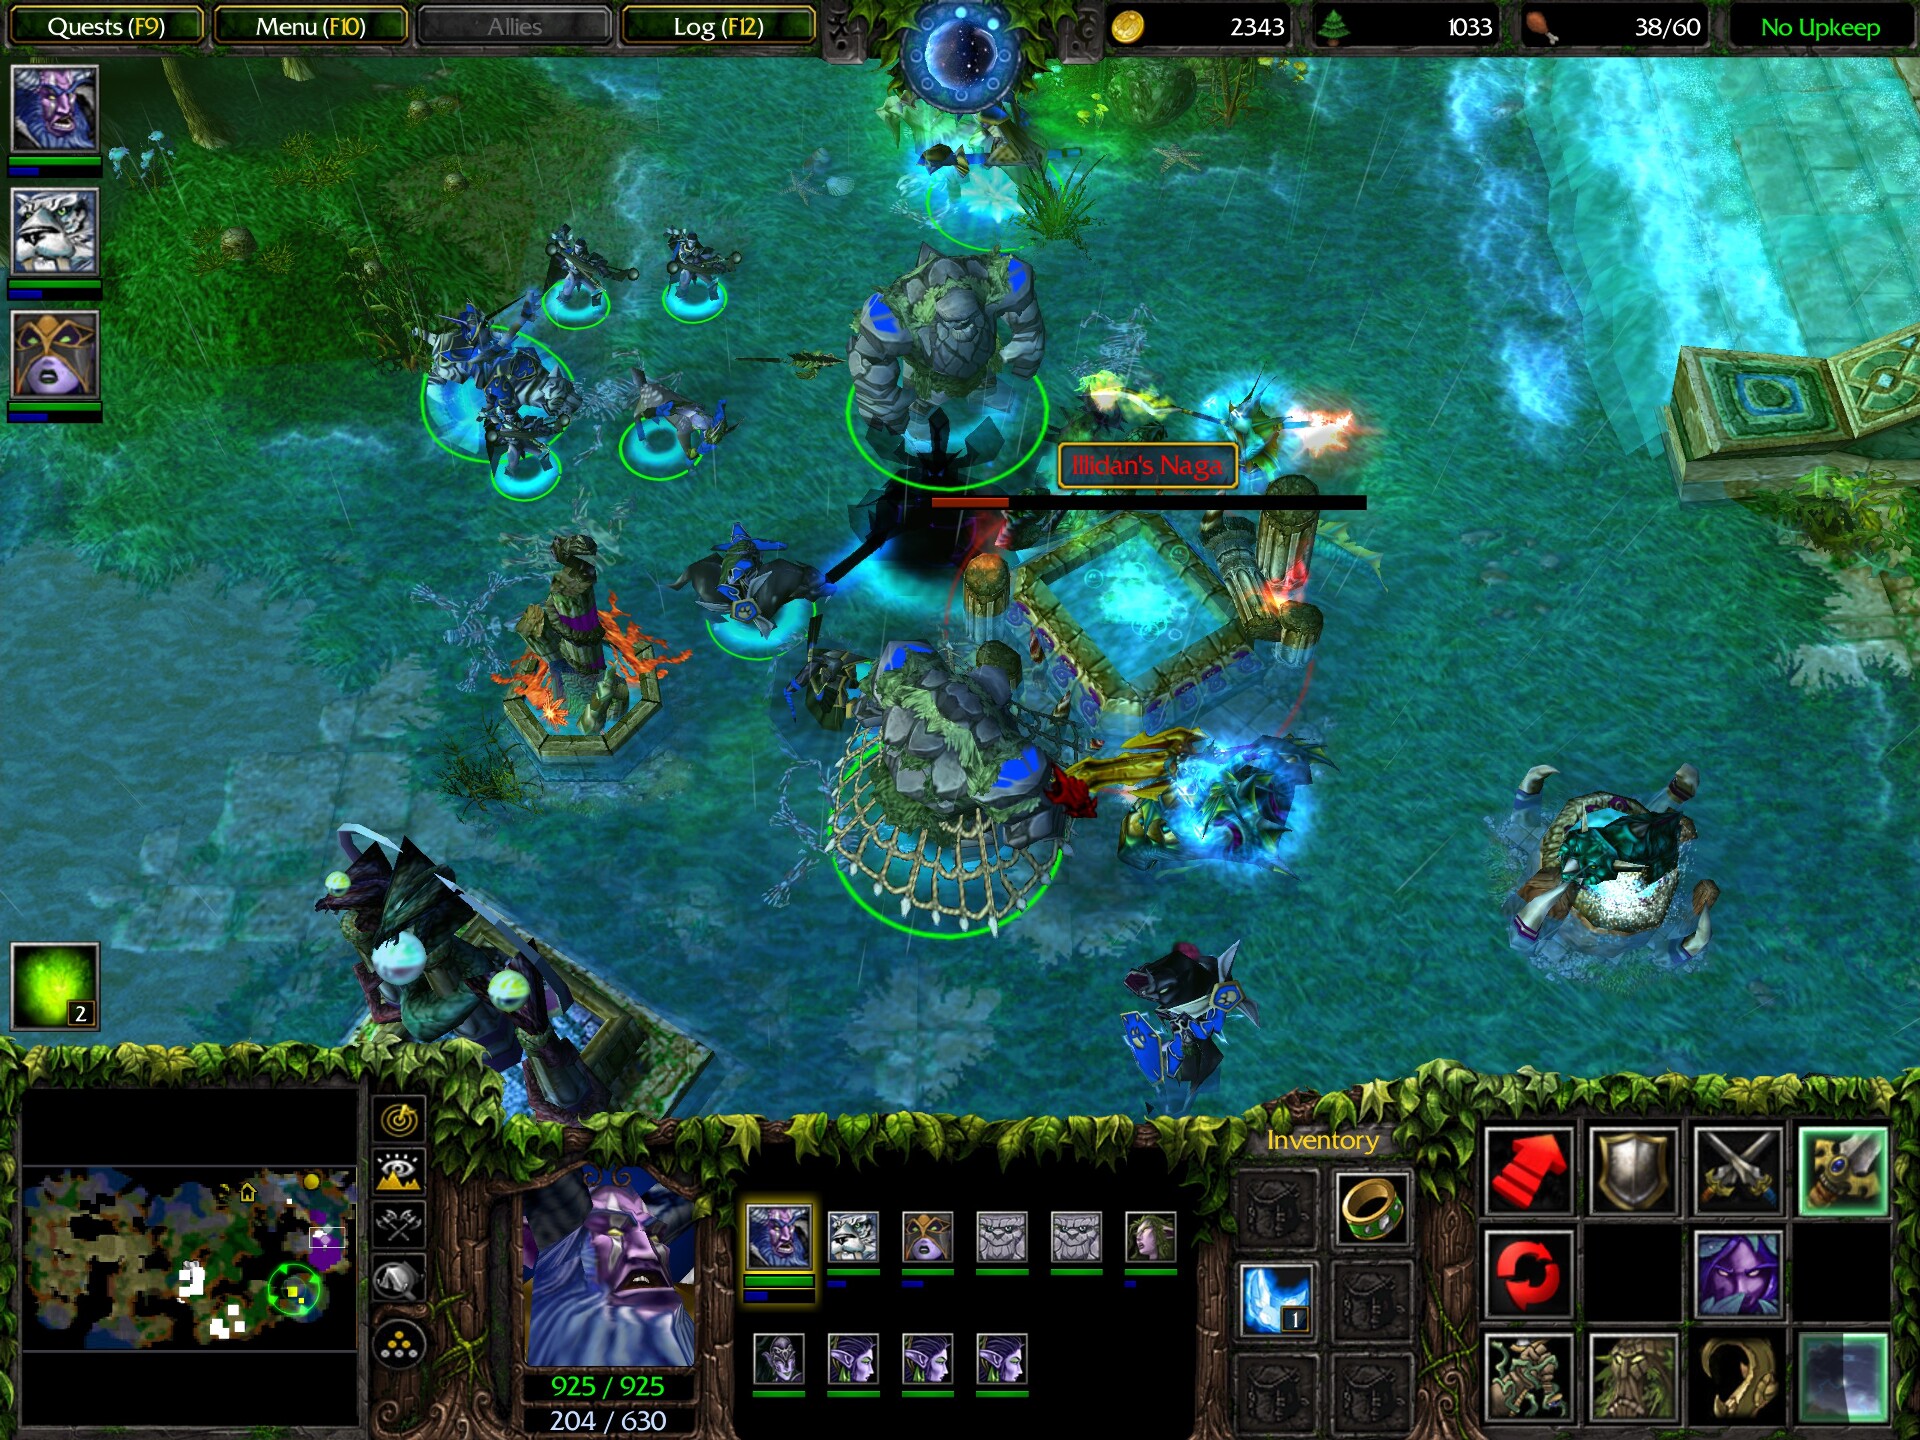 Quests (F9) Menu (F10) Allies Log (F12) 2343 1033 38/60 No Upkeep
Illidan's Naga
2
Inventory
1
925 / 925
204 / 630